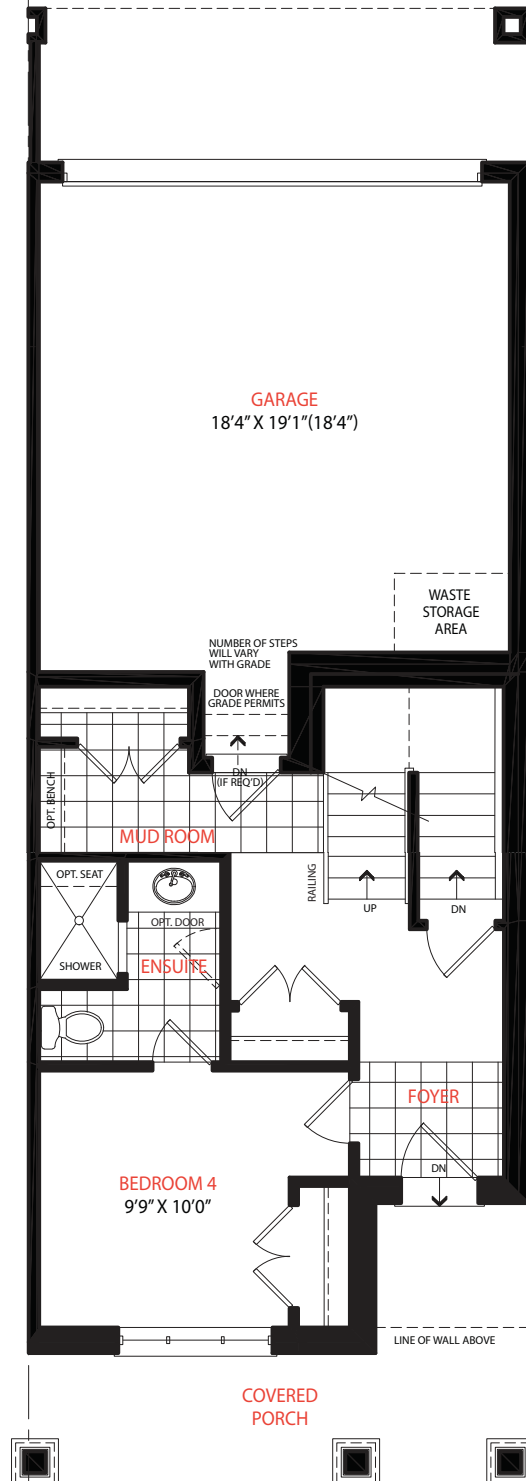 GARAGE
18'4" X 19'1"(18'4")
WASTE
STORAGE
AREA
NUMBER OF STEPS
WILL VARY
WITH GRADE
DOOR WHERE
GRADE PERMITS
DN
(IF REQ'D)
OPT. BENCH
MUD ROOM
RAILING
UP
DN
OPT. SEAT
OPT. DOOR
SHOWER
ENSUITE
FOYER
DN
BEDROOM 4
9'9" X 10'0"
LINE OF WALL ABOVE
COVERED
PORCH